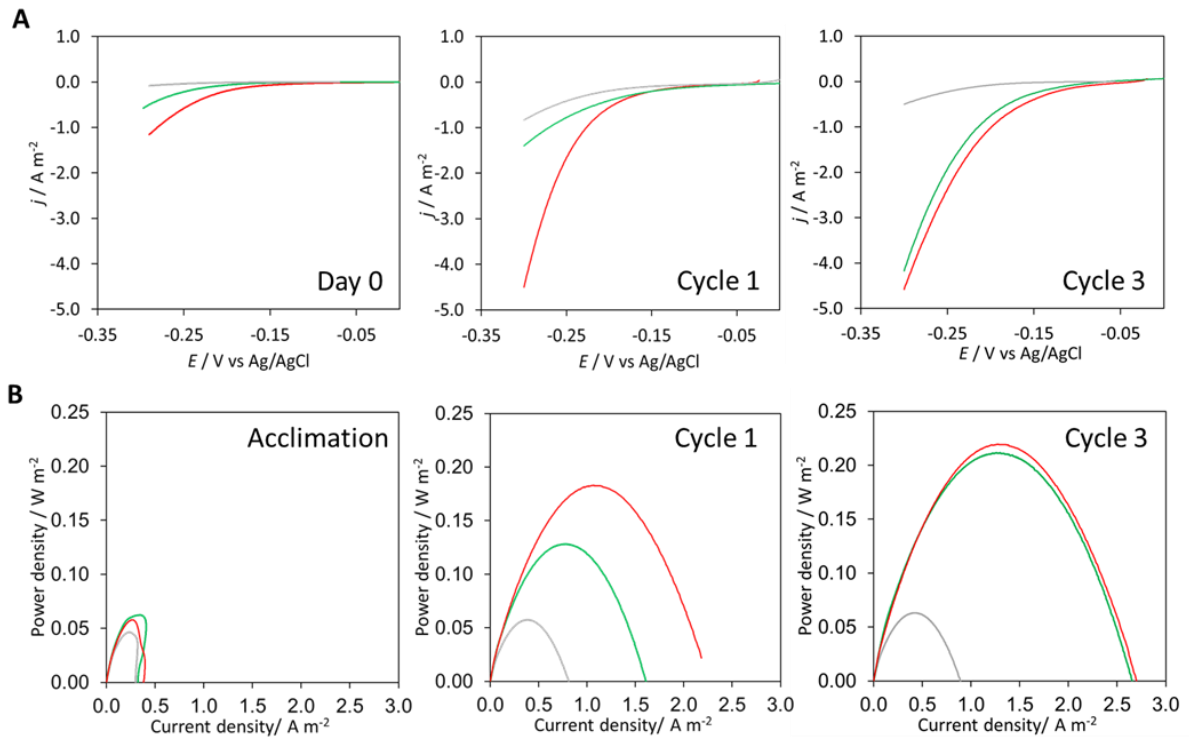 A
1.0
0.0
-1.0
-2.0
-3.0
-4.0
-5.0
j / A m-2
-0.35
-0.25
-0.15
-0.05
E / V vs Ag/AgCl
Day 0
1.0
0.0
-1.0
-2.0
-3.0
-4.0
-5.0
j / A m-2
-0.35
-0.25
-0.15
-0.05
E / V vs Ag/AgCl
Cycle 1
1.0
0.0
-1.0
-2.0
-3.0
-4.0
-5.0
j / A m-2
-0.35
-0.25
-0.15
-0.05
E / V vs Ag/AgCl
Cycle 3
B
0.25
0.20
0.15
0.10
0.05
0.00
Power density / W m-2
0.0 0.5 1.0 1.5 2.0 2.5 3.0
Current density/ A m-2
Acclimation
0.25
0.20
0.15
0.10
0.05
0.00
Power density / W m-2
0.0 0.5 1.0 1.5 2.0 2.5 3.0
Current density/ A m-2
Cycle 1
0.25
0.20
0.15
0.10
0.05
0.00
Power density / W m-2
0.0 0.5 1.0 1.5 2.0 2.5 3.0
Current density/ A m-2
Cycle 3